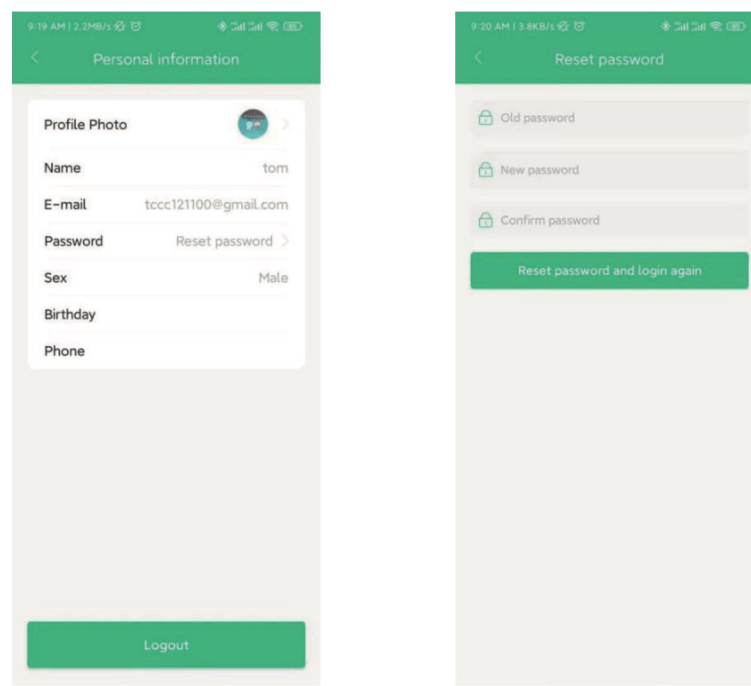 9:19 AM | 2.2MB/s
Personal information
Profile Photo
Name tom
E-mail tccc121100@gmail.com
Password Reset password
Sex Male
Birthday
Phone
Logout
9:20 AM | 3.8KB/s
Reset password
Old password
New password
Confirm password
Reset password and login again